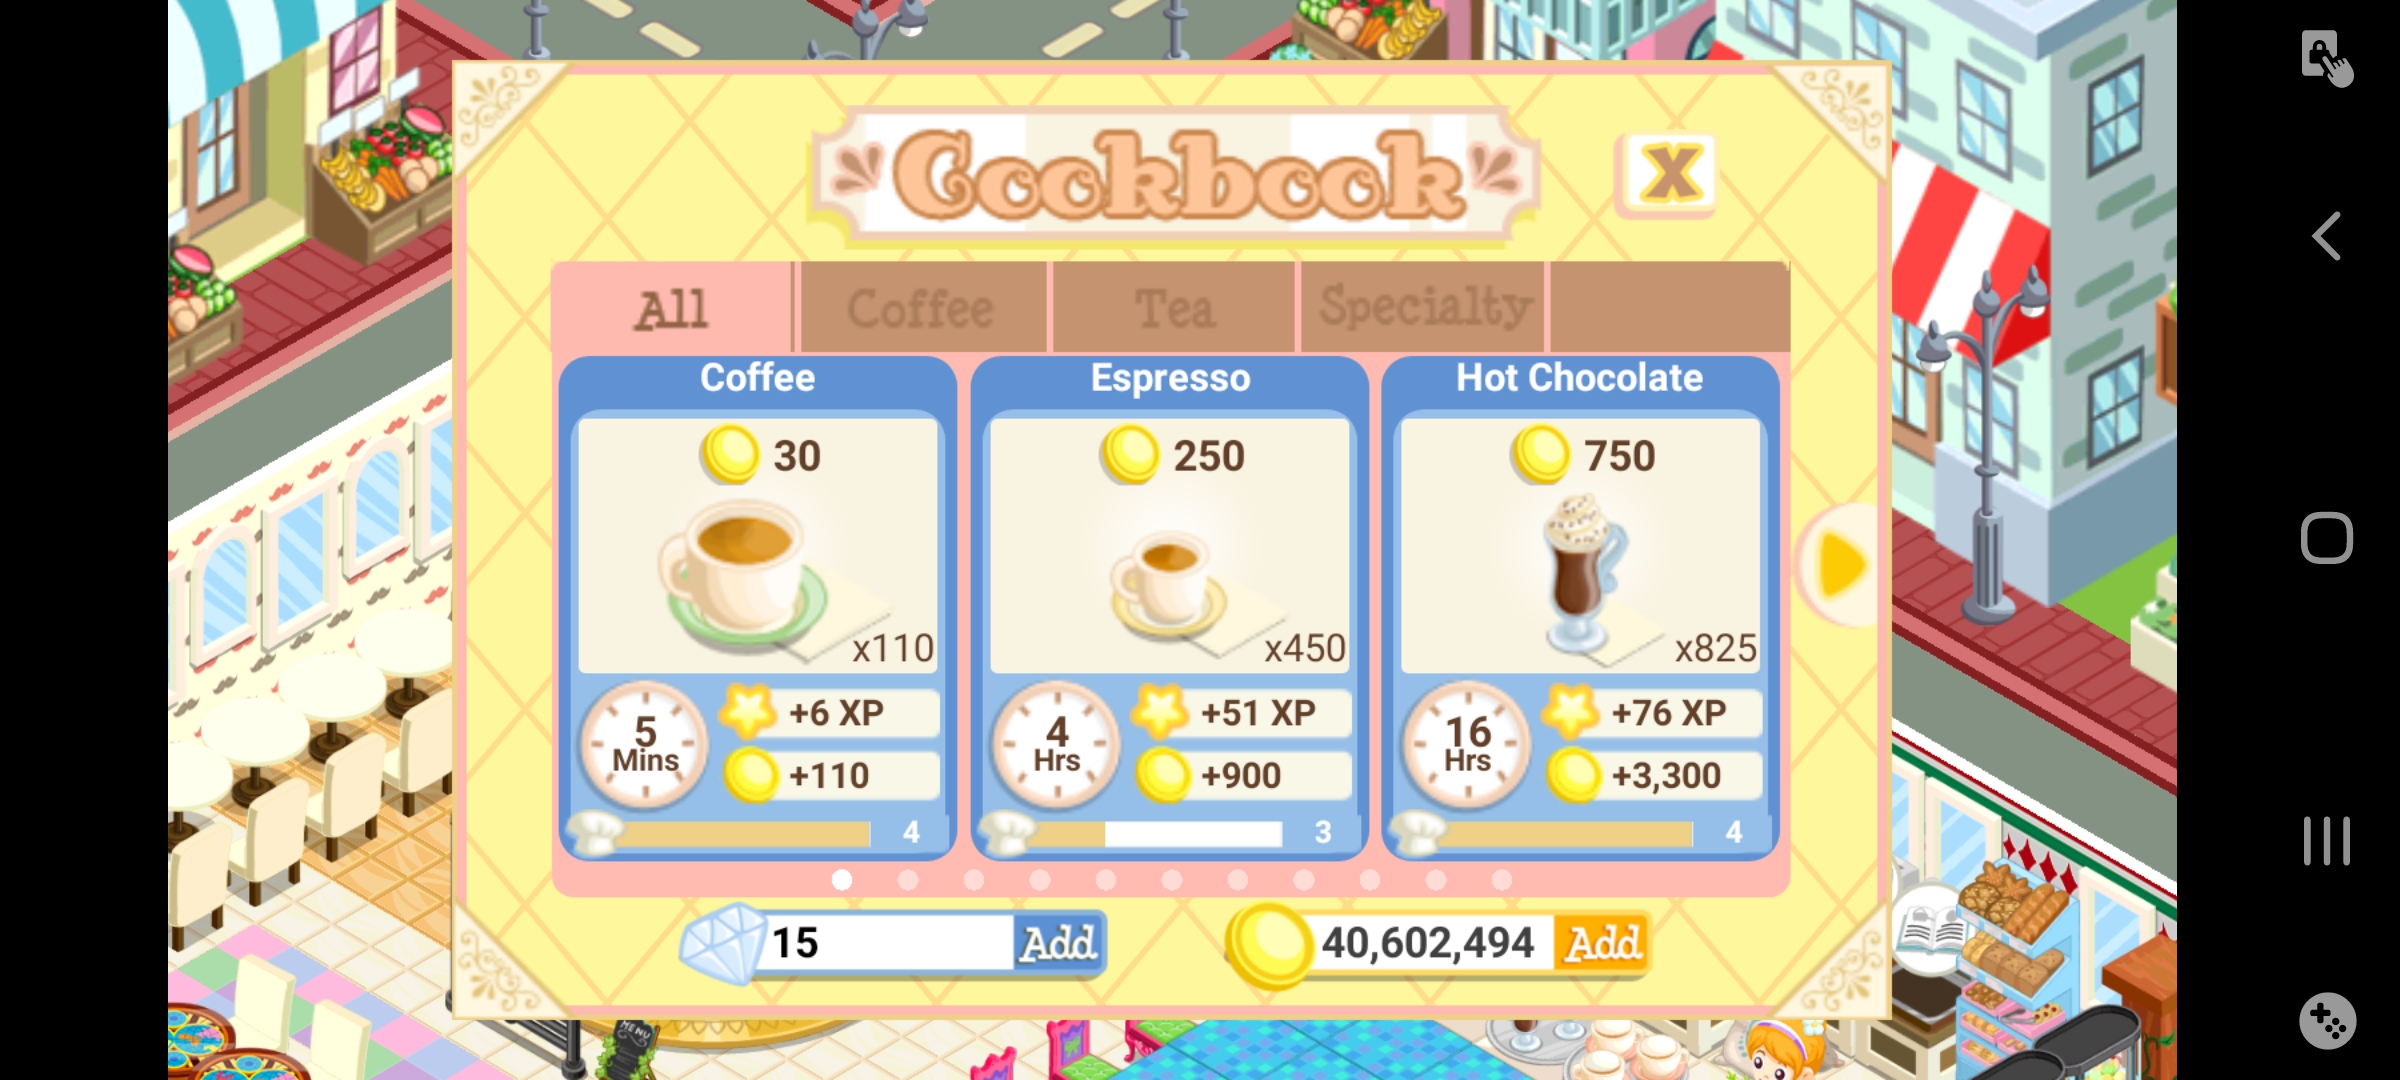 Cookbook
X
All
Coffee
Tea
Specialty
Coffee
30
x110
5
Mins
+6 XP
+110
4
Espresso
250
x450
4
Hrs
+51 XP
+900
3
Hot Chocolate
750
x825
16
Hrs
+76 XP
+3,300
4
15
Add
40,602,494
Add
MENU